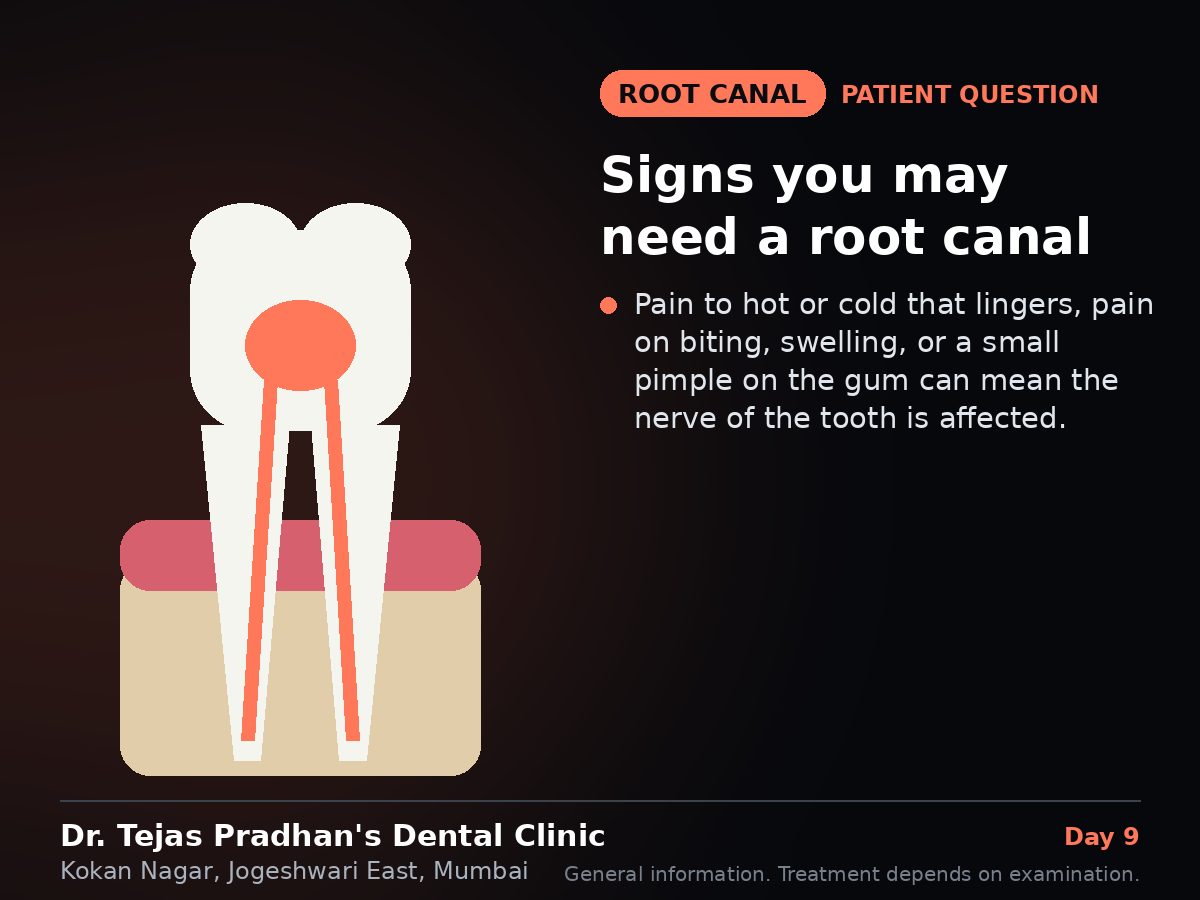 ROOT CANAL PATIENT QUESTION
Signs you may
need a root canal
Pain to hot or cold that lingers, pain
on biting, swelling, or a small
pimple on the gum can mean the
nerve of the tooth is affected.
Dr. Tejas Pradhan's Dental Clinic
Day 9
Kokan Nagar, Jogeshwari East, Mumbai
General information. Treatment depends on examination.